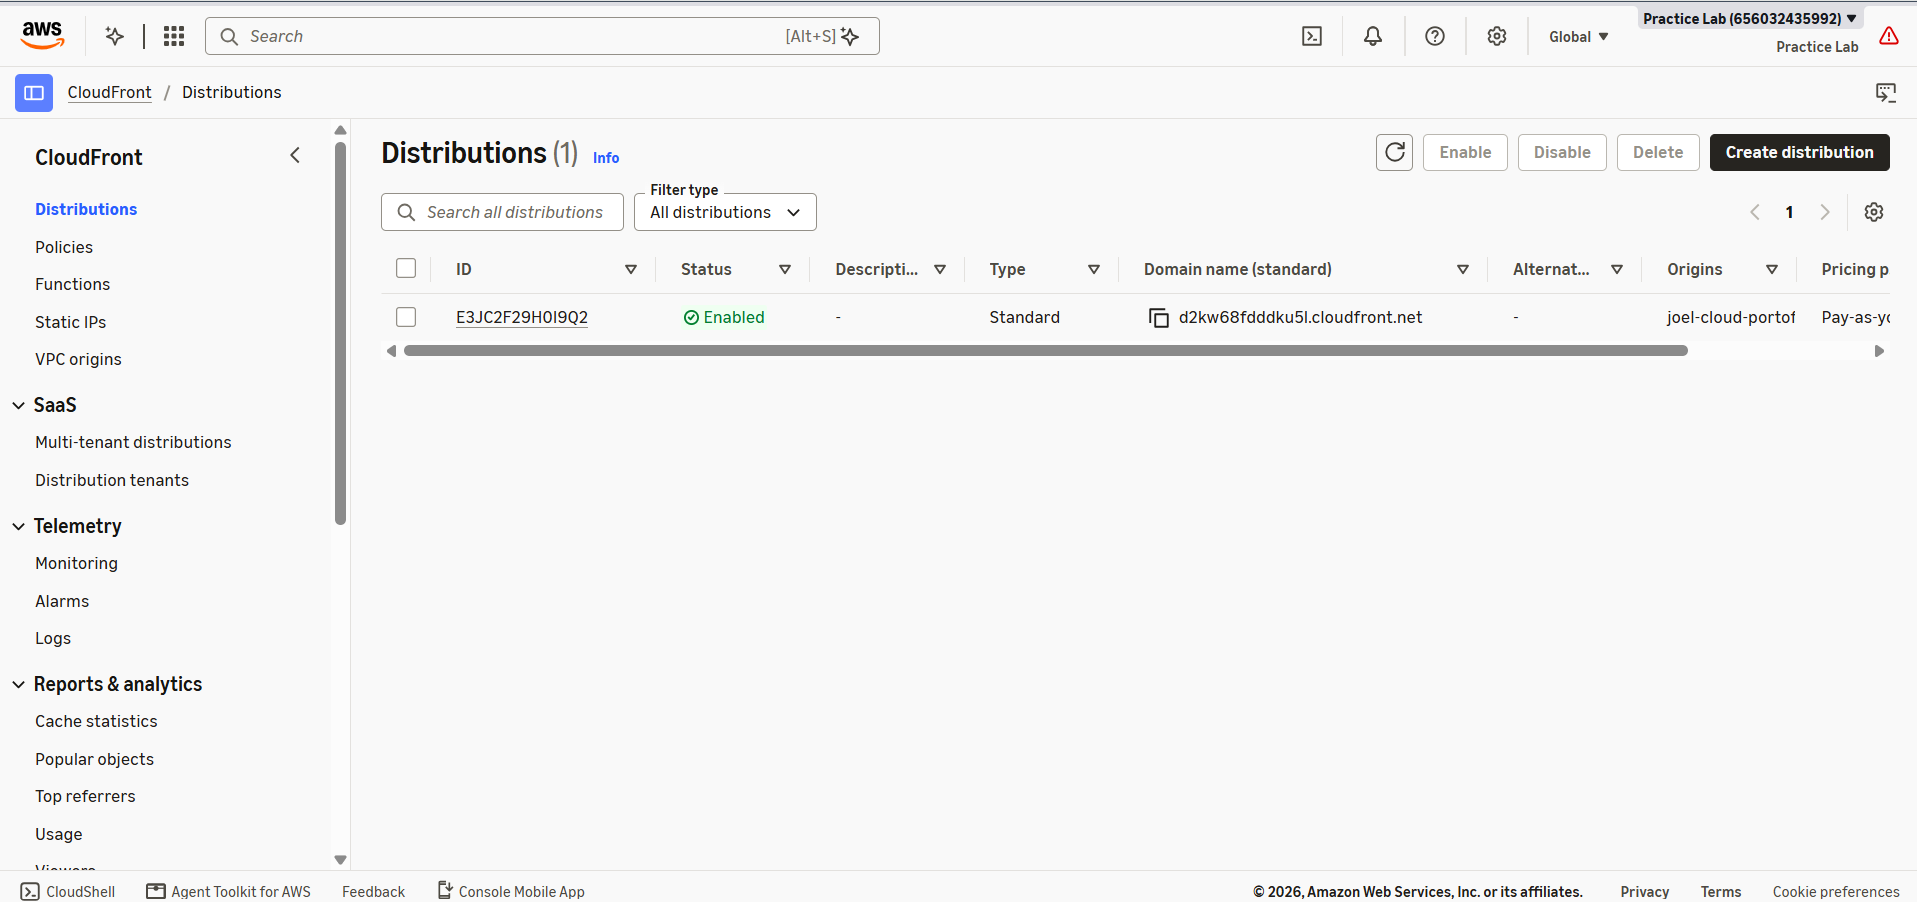 aws
Search
[Alt+S]
Global
Practice Lab (656032435992)
Practice Lab
CloudFront / Distributions
CloudFront
Distributions
Policies
Functions
Static IPs
VPC origins
SaaS
Multi-tenant distributions
Distribution tenants
Telemetry
Monitoring
Alarms
Logs
Reports & analytics
Cache statistics
Popular objects
Top referrers
Usage
Viewers
Distributions (1) Info
Enable
Disable
Delete
Create distribution
Search all distributions
Filter type
All distributions
1
ID Status Descripti... Type Domain name (standard) Alternat... Origins Pricing p
E3JC2F29H0I9Q2 Enabled - Standard d2kw68fdddku5l.cloudfront.net - joel-cloud-portof Pay-as-yo
CloudShell Agent Toolkit for AWS Feedback Console Mobile App © 2026, Amazon Web Services, Inc. or its affiliates. Privacy Terms Cookie preferences